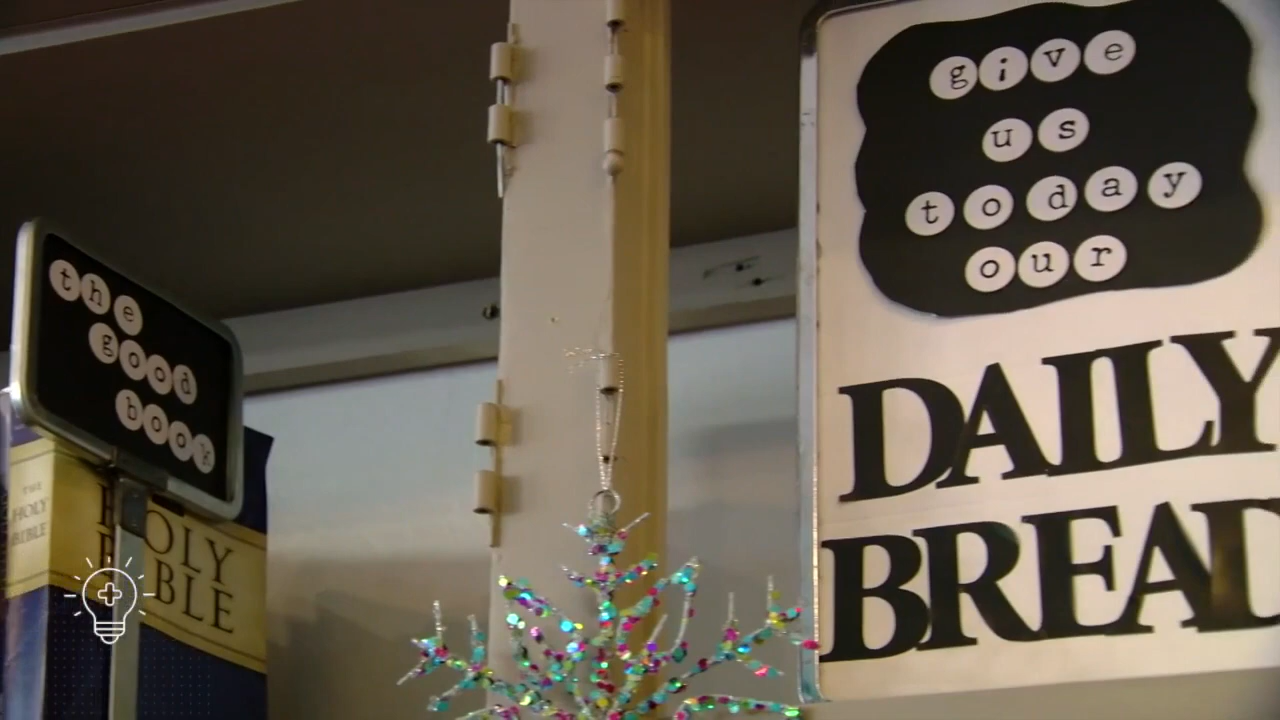 the
good
book
THE
HOLY
BIBLE
HOLY
BIBLE
give
us
today
our
DAILY
BREAD